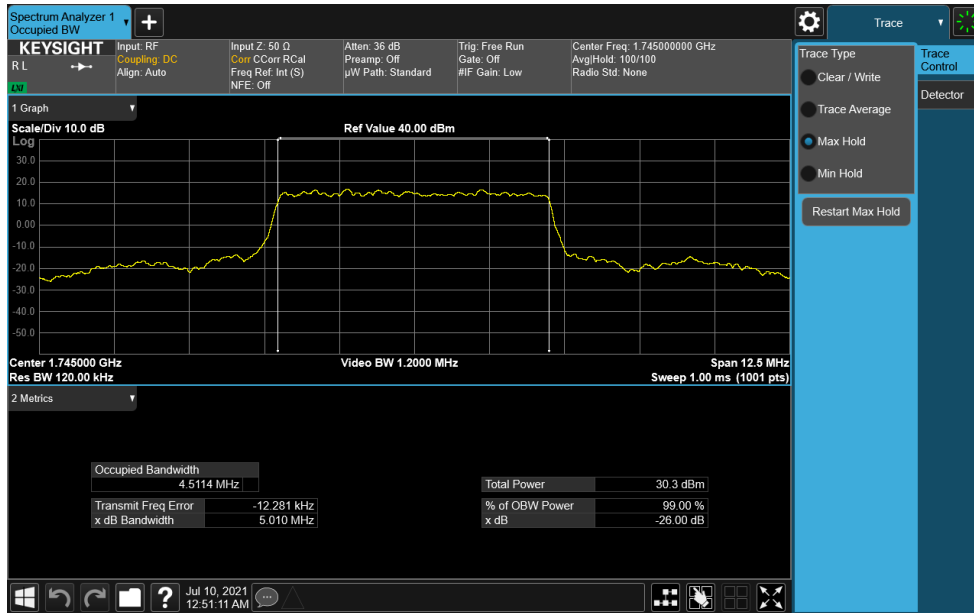 Spectrum Analyzer 1
Occupied BW
Trace
KEYSIGHT
R L
LXI
Input: RF
Coupling: DC
Align: Auto
Input Z: 50 Ω
Corr CCorr RCal
Freq Ref: Int (S)
NFE: Off
Atten: 36 dB
Preamp: Off
µW Path: Standard
Trig: Free Run
Gate: Off
#IF Gain: Low
Center Freq: 1.745000000 GHz
Avg|Hold: 100/100
Radio Std: None
Trace Type
Clear / Write
Trace Average
Max Hold
Min Hold
Restart Max Hold
Trace
Control
Detector
1 Graph
Scale/Div 10.0 dB
Ref Value 40.00 dBm
Log
30.0
20.0
10.0
0.00
-10.0
-20.0
-30.0
-40.0
-50.0
Center 1.745000 GHz
Video BW 1.2000 MHz
Span 12.5 MHz
Res BW 120.00 kHz
Sweep 1.00 ms (1001 pts)
2 Metrics
Occupied Bandwidth
4.5114 MHz
Total Power 30.3 dBm
Transmit Freq Error -12.281 kHz
% of OBW Power 99.00 %
x dB Bandwidth 5.010 MHz
x dB -26.00 dB
?
Jul 10, 2021
12:51:11 AM